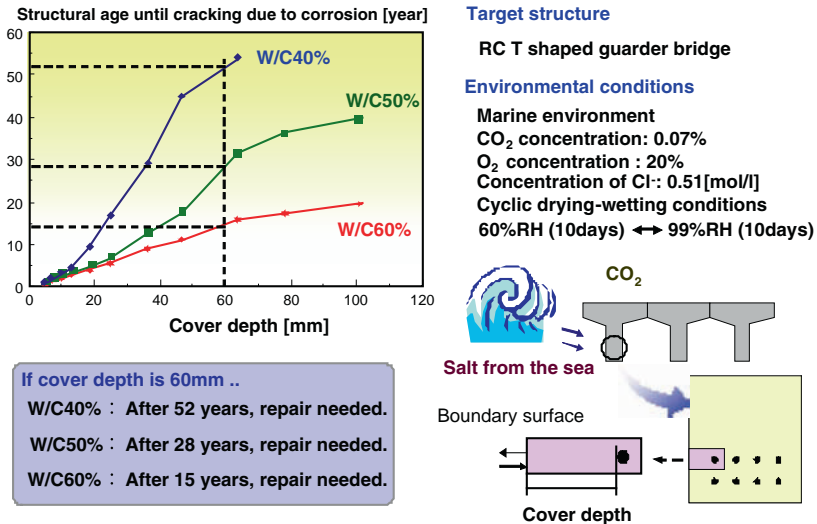 Structural age until cracking due to corrosion [year]
60
50
40
30
20
10
0
0 20 40 60 80 100 120
Cover depth [mm]
W/C40%
W/C50%
W/C60%
If cover depth is 60mm ..
W/C40% : After 52 years, repair needed.
W/C50% : After 28 years, repair needed.
W/C60% : After 15 years, repair needed.
Target structure
RC T shaped guarder bridge
Environmental conditions
Marine environment
CO₂ concentration: 0.07%
O₂ concentration : 20%
Concentration of Cl⁻: 0.51[mol/l]
Cyclic drying-wetting conditions
60%RH (10days) ↔ 99%RH (10days)
CO₂
Salt from the sea
Boundary surface
Cover depth